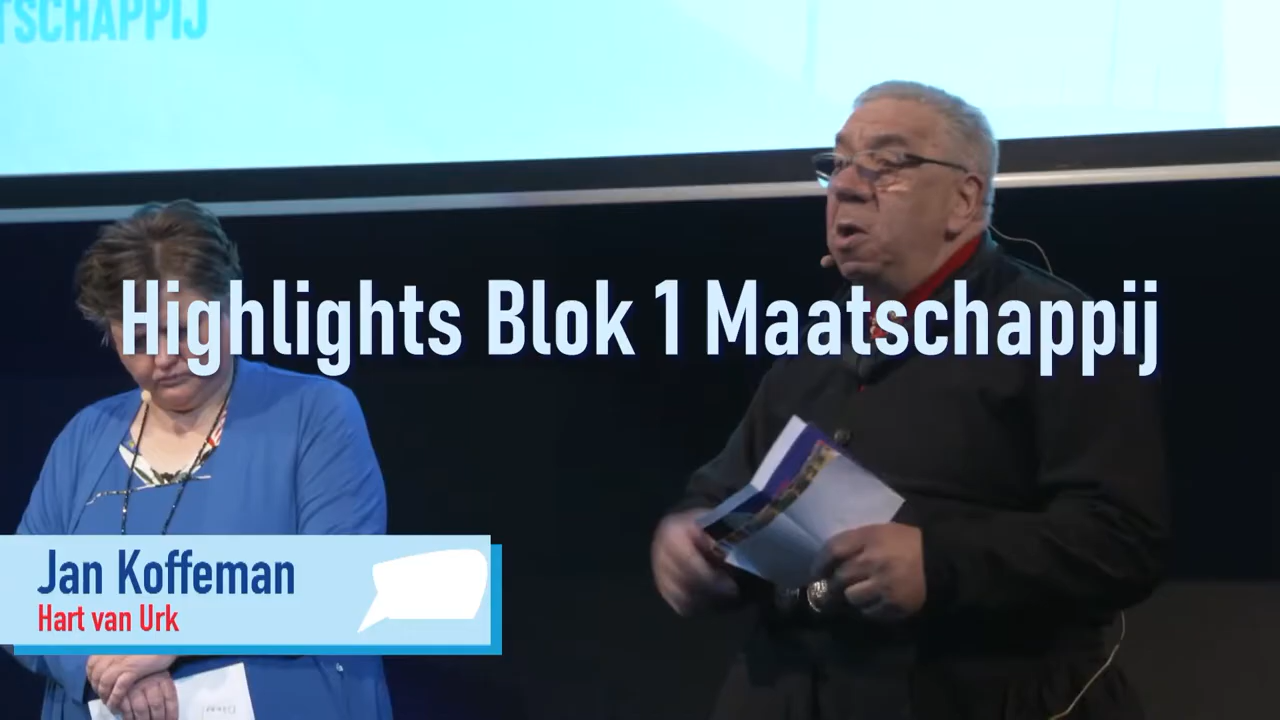 TSCHAPPIJ
Highlights Blok 1 Maatschappij
Jan Koffeman
Hart van Urk